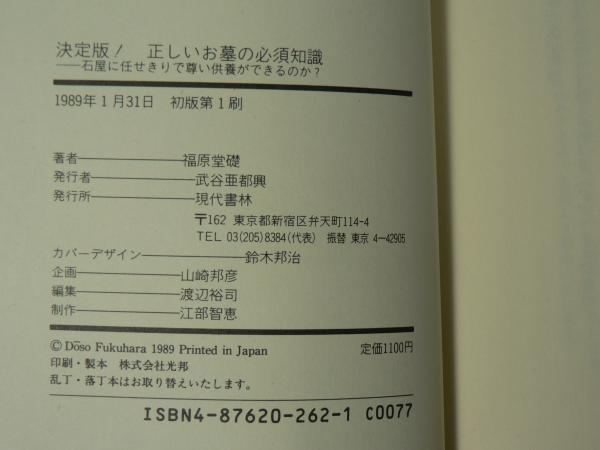 決定版！ 正しいお墓の必須知識
──石屋に任せきりで尊い供養ができるのか？
1989年1月31日 初版第1刷
著者──────福原堂礎
発行者──────武谷亜都興
発行所──────現代書林
〒162 東京都新宿区弁天町114-4
TEL 03(205)8384(代表) 振替 東京 4-42905
カバーデザイン──────鈴木邦治
企画──────山崎邦彦
編集──────渡辺裕司
制作──────江部智恵
© Dōso Fukuhara 1989 Printed in Japan 定価1100円
印刷・製本 株式会社光邦
乱丁・落丁本はお取り替えいたします。
ISBN4-87620-262-1 C0077